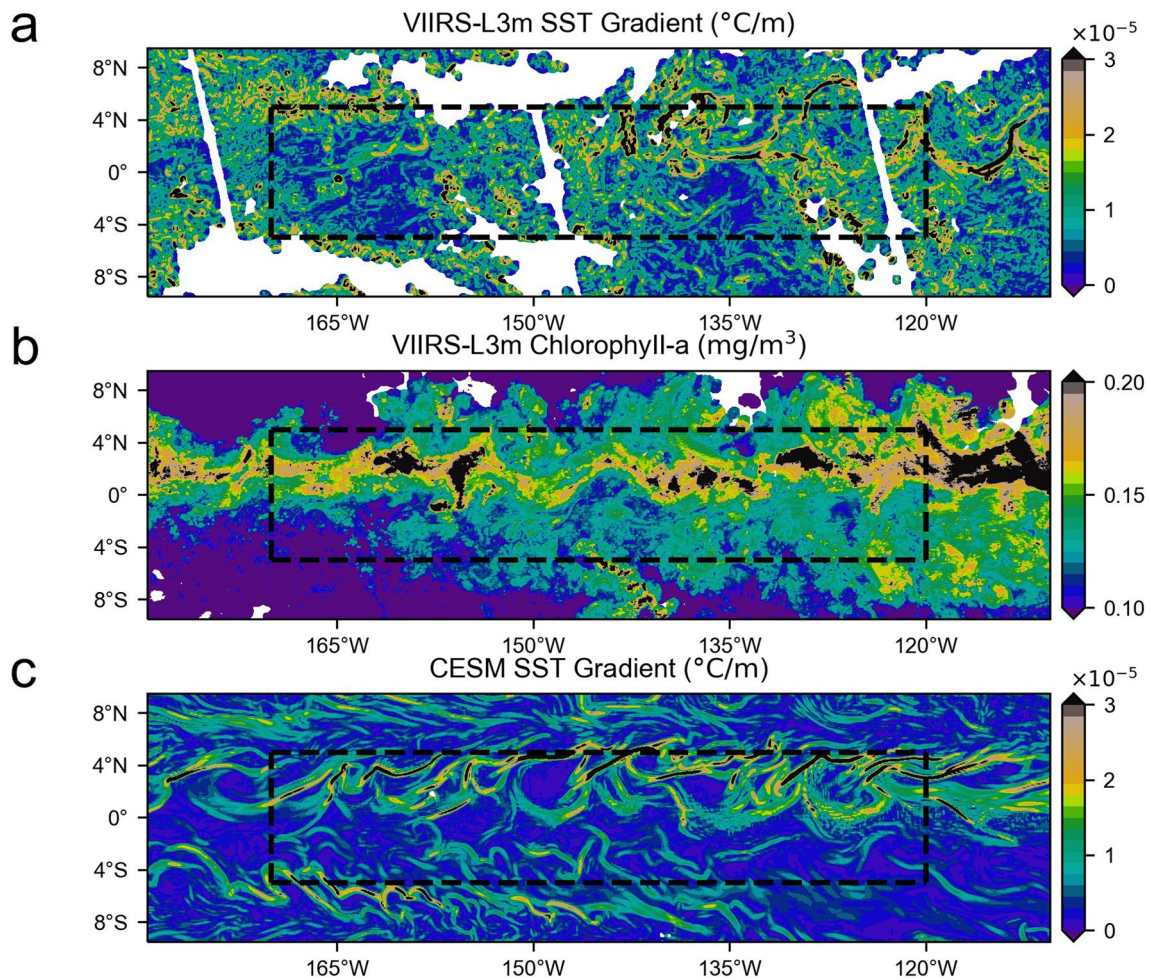 a
VIIRS-L3m SST Gradient (°C/m)
×10⁻⁵
8°N
4°N
0°
4°S
8°S
3
2
1
0
165°W 150°W 135°W 120°W
b
VIIRS-L3m Chlorophyll-a (mg/m³)
8°N
4°N
0°
4°S
8°S
0.20
0.15
0.10
165°W 150°W 135°W 120°W
c
CESM SST Gradient (°C/m)
×10⁻⁵
8°N
4°N
0°
4°S
8°S
3
2
1
0
165°W 150°W 135°W 120°W